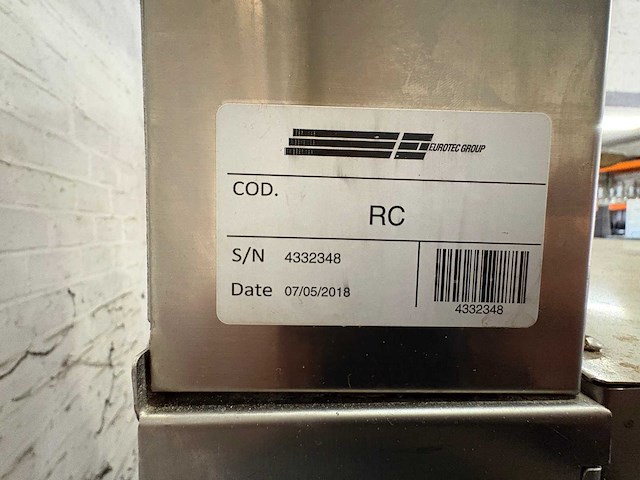 EUROTEC GROUP
COD.
RC
S/N 4332348
Date 07/05/2018
4332348